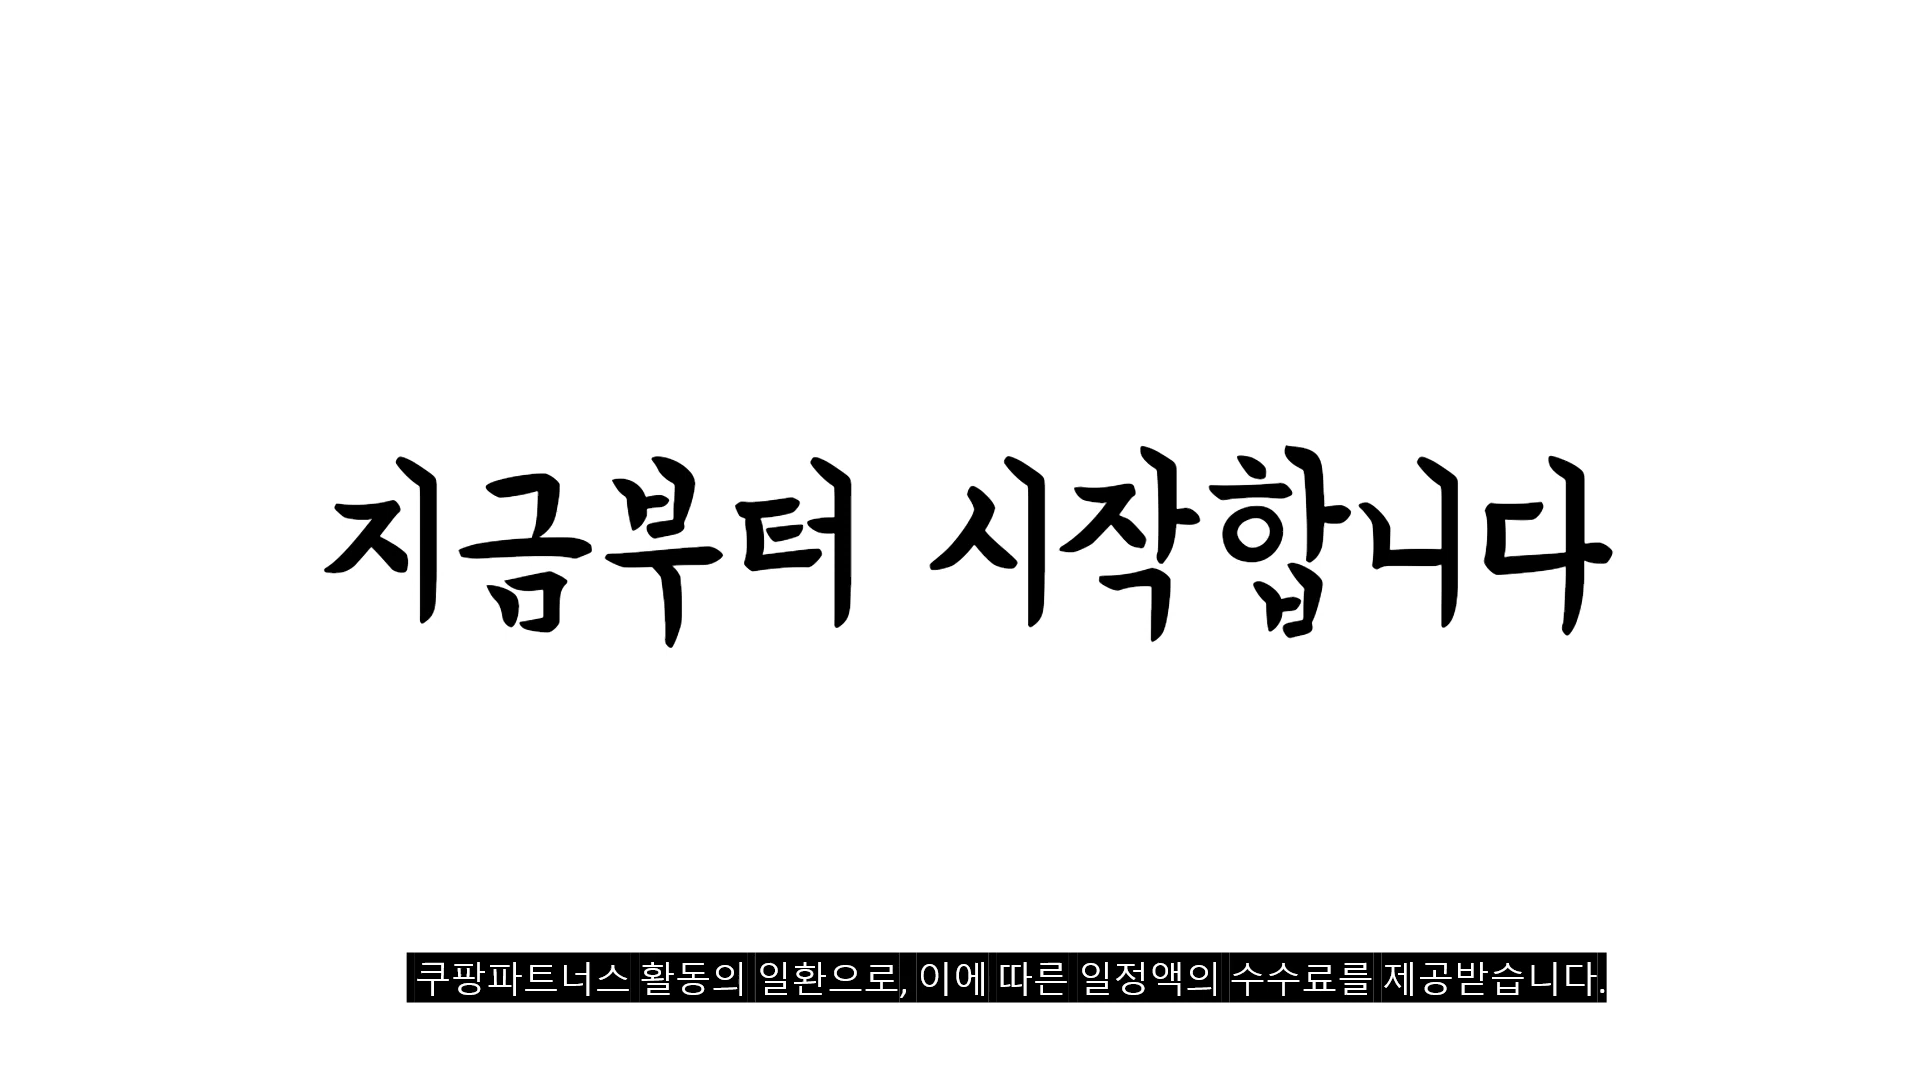 지금부터 시작합니다
쿠팡파트너스 활동의 일환으로, 이에 따른 일정액의 수수료를 제공받습니다.